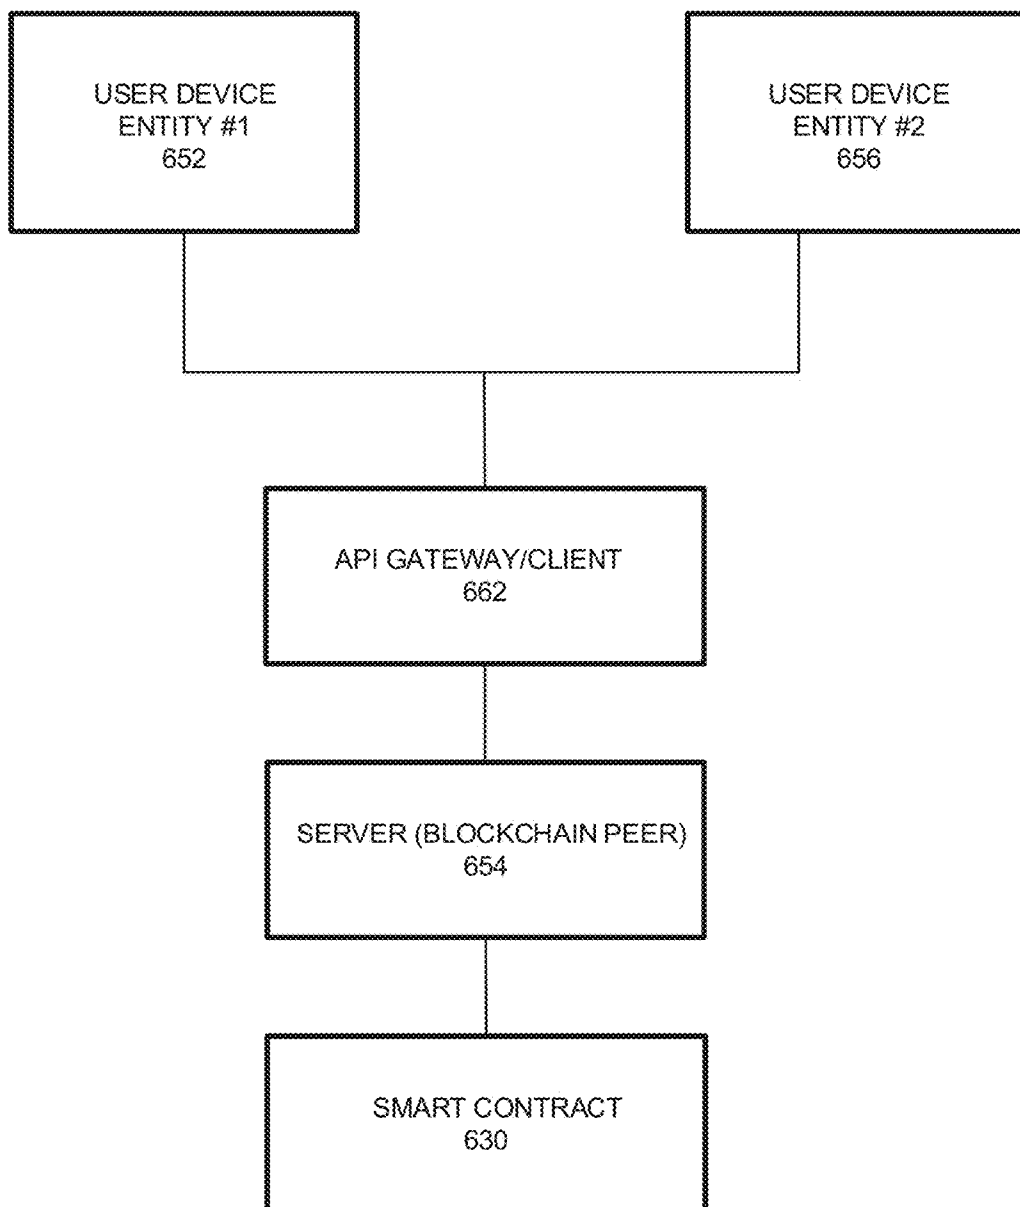 USER DEVICE
ENTITY #1
652
USER DEVICE
ENTITY #2
656
API GATEWAY/CLIENT
662
SERVER (BLOCKCHAIN PEER)
654
SMART CONTRACT
630